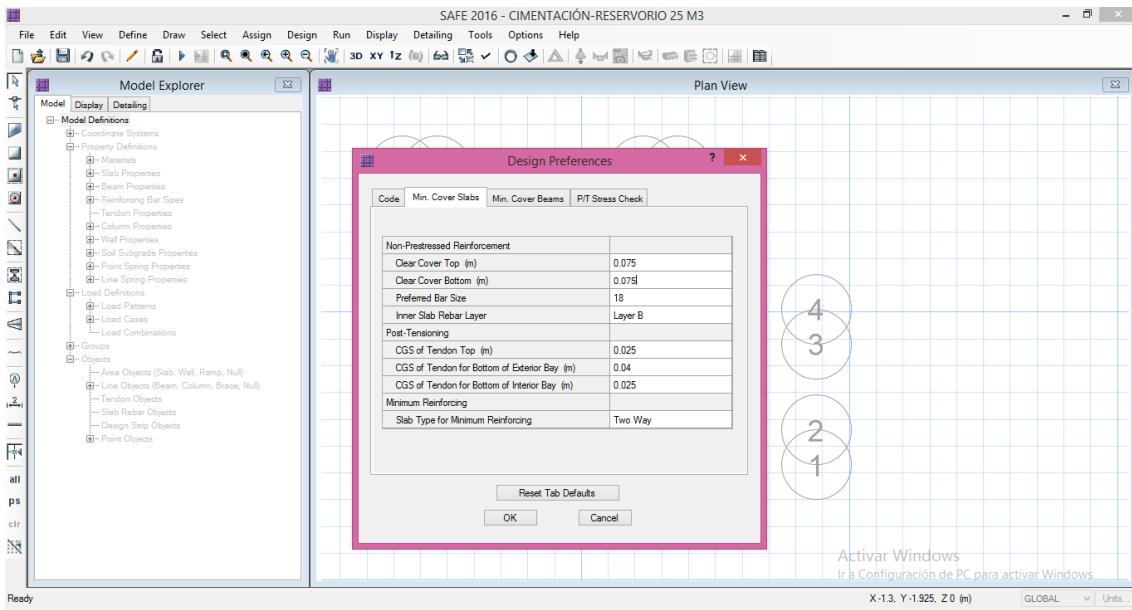 SAFE 2016 - CIMENTACIÓN-RESERVORIO 25 M3
File Edit View Define Draw Select Assign Design Run Display Detailing Tools Options Help
3D XY 1Z
Model Explorer
Model Display Detailing
Model Definitions
Coordinate Systems
Property Definitions
Materials
Slab Properties
Beam Properties
Reinforcing Bar Sizes
Tendon Properties
Column Properties
Wall Properties
Soil Subgrade Properties
Point Spring Properties
Line Spring Properties
Load Definitions
Load Patterns
Load Cases
Load Combinations
Groups
Objects
Area Objects (Slab, Wall, Ramp, Null)
Line Objects (Beam, Column, Brace, Null)
Tendon Objects
Slab Rebar Objects
Design Strip Objects
Point Objects
all
ps
clr
Plan View
Design Preferences ?
Code Min. Cover Slabs Min. Cover Beams P/T Stress Check
Non-Prestressed Reinforcement
Clear Cover Top (m) 0.075
Clear Cover Bottom (m) 0.075
Preferred Bar Size 18
Inner Slab Rebar Layer Layer B
Post-Tensioning
CGS of Tendon Top (m) 0.025
CGS of Tendon for Bottom of Exterior Bay (m) 0.04
CGS of Tendon for Bottom of Interior Bay (m) 0.025
Minimum Reinforcing
Slab Type for Minimum Reinforcing Two Way
Reset Tab Defaults
OK Cancel
4
3
2
1
Activar Windows
Ir a Configuración de PC para activar Windows.
Ready X -1.3, Y -1.925, Z 0 (m) GLOBAL Units...